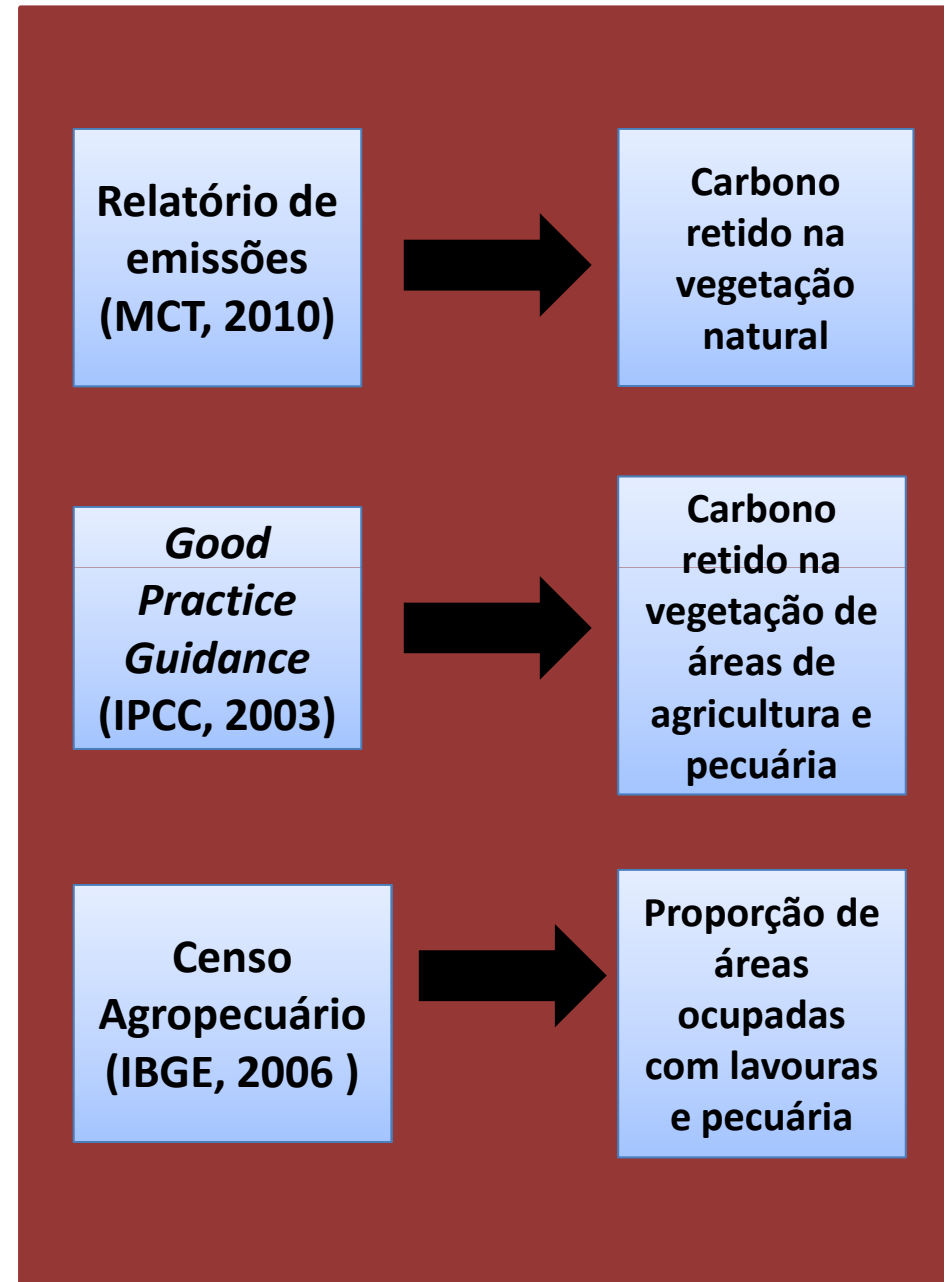 Relatório de
emissões
(MCT, 2010)
Carbono
retido na
vegetação
natural
Good
Practice
Guidance
(IPCC, 2003)
Carbono
retido na
vegetação de
áreas de
agricultura e
pecuária
Censo
Agropecuário
(IBGE, 2006 )
Proporção de
áreas
ocupadas
com lavouras
e pecuária